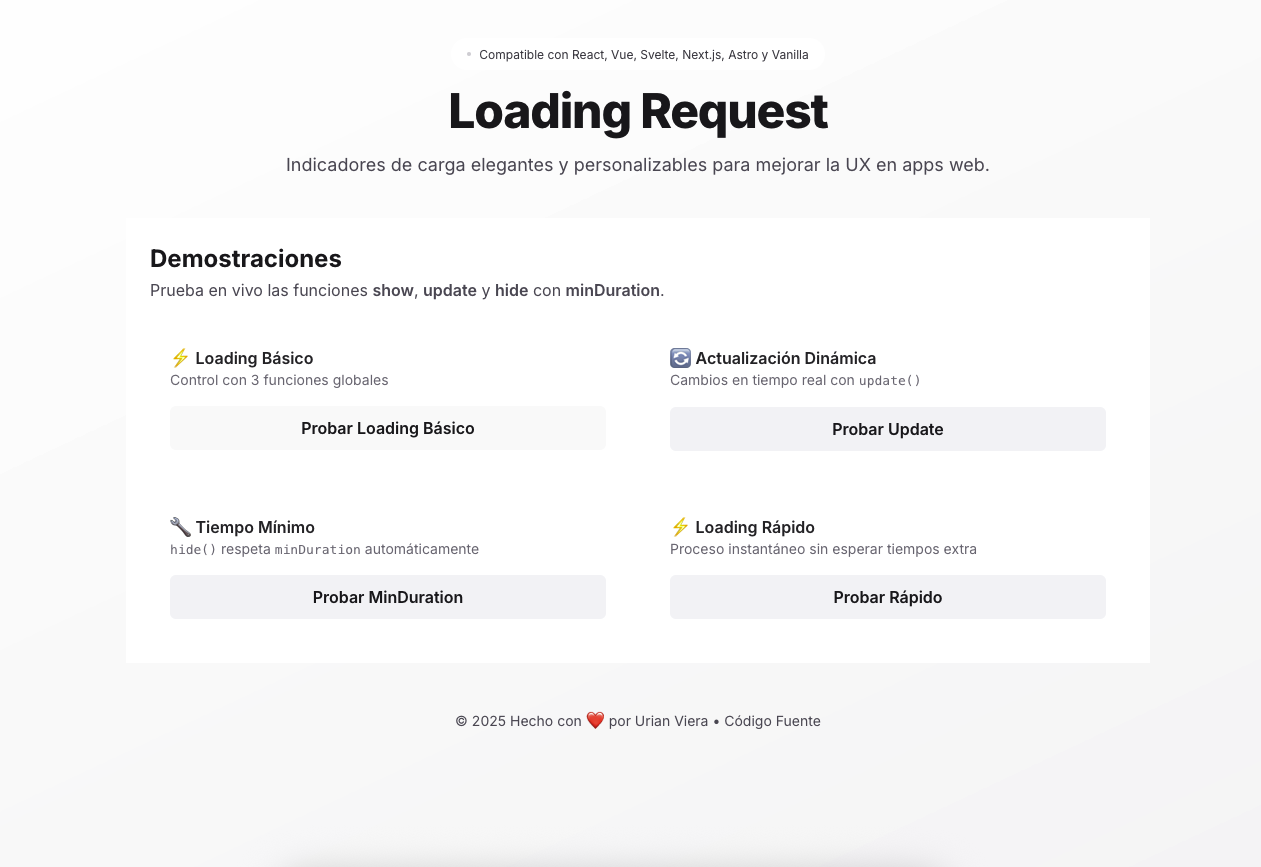 Compatible con React, Vue, Svelte, Next.js, Astro y Vanilla
Loading Request
Indicadores de carga elegantes y personalizables para mejorar la UX en apps web.
Demostraciones
Prueba en vivo las funciones show, update y hide con minDuration.
⚡ Loading Básico
Control con 3 funciones globales
Probar Loading Básico
🔄 Actualización Dinámica
Cambios en tiempo real con update()
Probar Update
🔧 Tiempo Mínimo
hide() respeta minDuration automáticamente
Probar MinDuration
⚡ Loading Rápido
Proceso instantáneo sin esperar tiempos extra
Probar Rápido
© 2025 Hecho con ❤️ por Urian Viera • Código Fuente